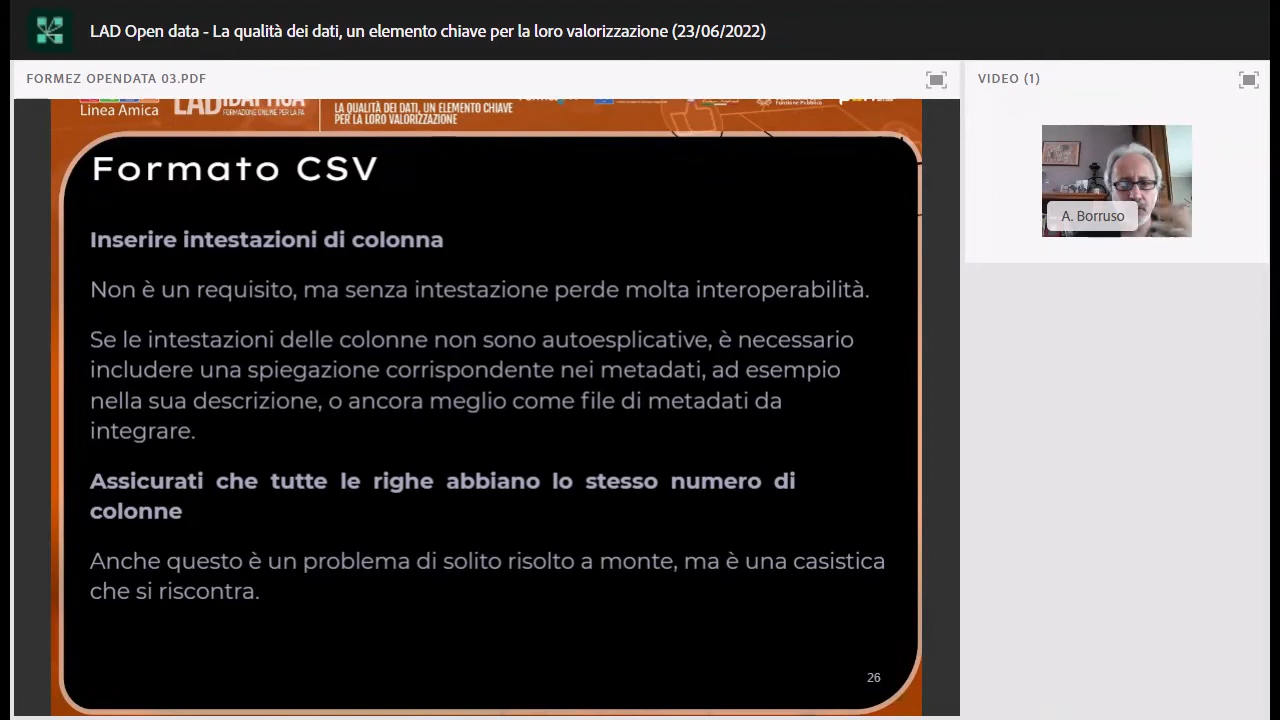 LAD Open data - La qualità dei dati, un elemento chiave per la loro valorizzazione (23/06/2022)
FORMEZ OPENDATA 03.PDF
VIDEO (1)
Linea Amica
FORMAZIONE ONLINE PER LA PA
LA QUALITÀ DEI DATI, UN ELEMENTO CHIAVE
PER LA LORO VALORIZZAZIONE
Formato CSV
Inserire intestazioni di colonna
Non è un requisito, ma senza intestazione perde molta interoperabilità.
Se le intestazioni delle colonne non sono autoesplicative, è necessario
includere una spiegazione corrispondente nei metadati, ad esempio
nella sua descrizione, o ancora meglio come file di metadati da
integrare.
Assicurati che tutte le righe abbiano lo stesso numero di
colonne
Anche questo è un problema di solito risolto a monte, ma è una casistica
che si riscontra.
26
A. Borruso